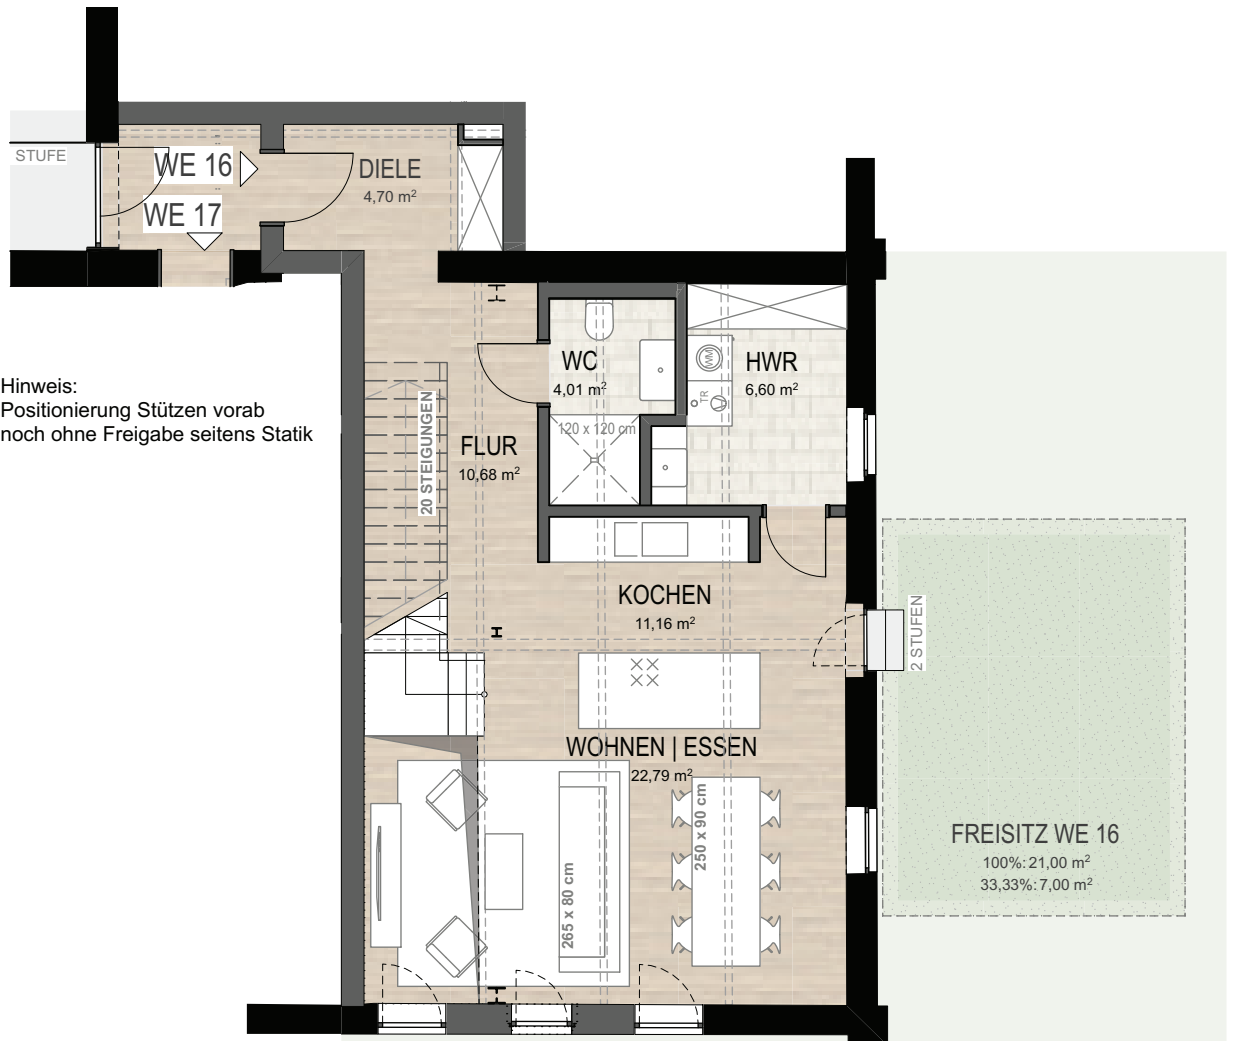 STUFE
WE 16
WE 17
DIELE
4,70 m²
Hinweis:
Positionierung Stützen vorab
noch ohne Freigabe seitens Statik
20 STEIGUNGEN
FLUR
10,68 m²
WC
4,01 m²
120 x 120 cm
WM
TR
HWR
6,60 m²
KOCHEN
11,16 m²
2 STUFEN
WOHNEN | ESSEN
22,79 m²
265 x 80 cm
250 x 90 cm
FREISITZ WE 16
100%: 21,00 m²
33,33%: 7,00 m²